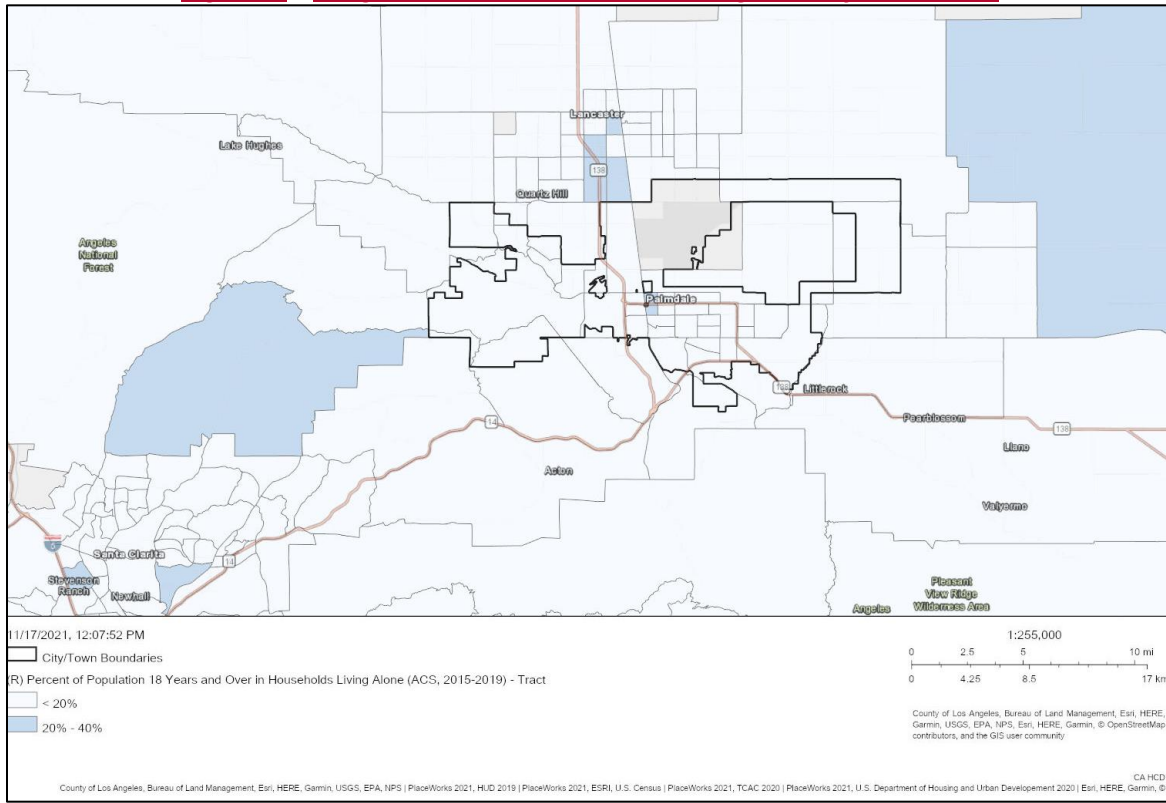 Lancaster
Lake Hughes
138
Quartz Hill
Angeles
National
Forest
Palmdale
138
Littlerock
Pearblossom
138
14
Llano
Acton
Valyermo
5
Santa Clarita
14
Stevenson
Ranch
Newhall
Pleasant
View Ridge
Wilderness Area
Angeles
11/17/2021, 12:07:52 PM
City/Town Boundaries
(R) Percent of Population 18 Years and Over in Households Living Alone (ACS, 2015-2019) - Tract
< 20%
20% - 40%
1:255,000
0 2.5 5 10 mi
0 4.25 8.5 17 km
County of Los Angeles, Bureau of Land Management, Esri, HERE,
Garmin, USGS, EPA, NPS, Esri, HERE, Garmin, © OpenStreetMap
contributors, and the GIS user community
CA HCD
County of Los Angeles, Bureau of Land Management, Esri, HERE, Garmin, USGS, EPA, NPS | PlaceWorks 2021, HUD 2019 | PlaceWorks 2021, ESRI, U.S. Census | PlaceWorks 2021, TCAC 2020 | PlaceWorks 2021, U.S. Department of Housing and Urban Developement 2020 | Esri, HERE, Garmin, ©